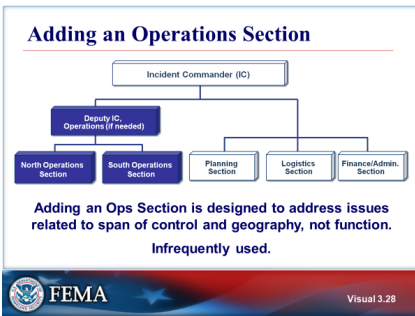 Adding an Operations Section
Incident Commander (IC)
Deputy IC,
Operations (if needed)
North Operations
Section
South Operations
Section
Planning
Section
Logistics
Section
Finance/Admin.
Section
Adding an Ops Section is designed to address issues
related to span of control and geography, not function.
Infrequently used.
FEMA
Visual 3.28